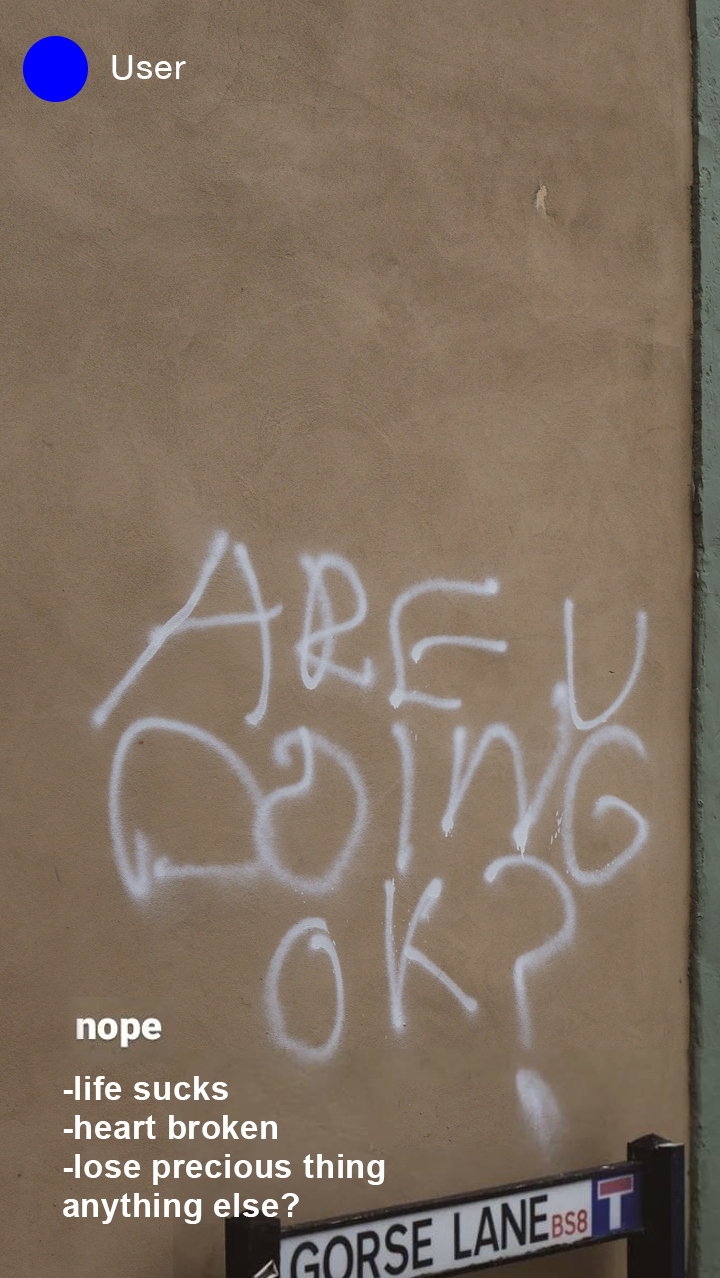 User
ARE U
DOING
OK?
nope
-life sucks
-heart broken
-lose precious thing
anything else?
GORSE LANE BS8